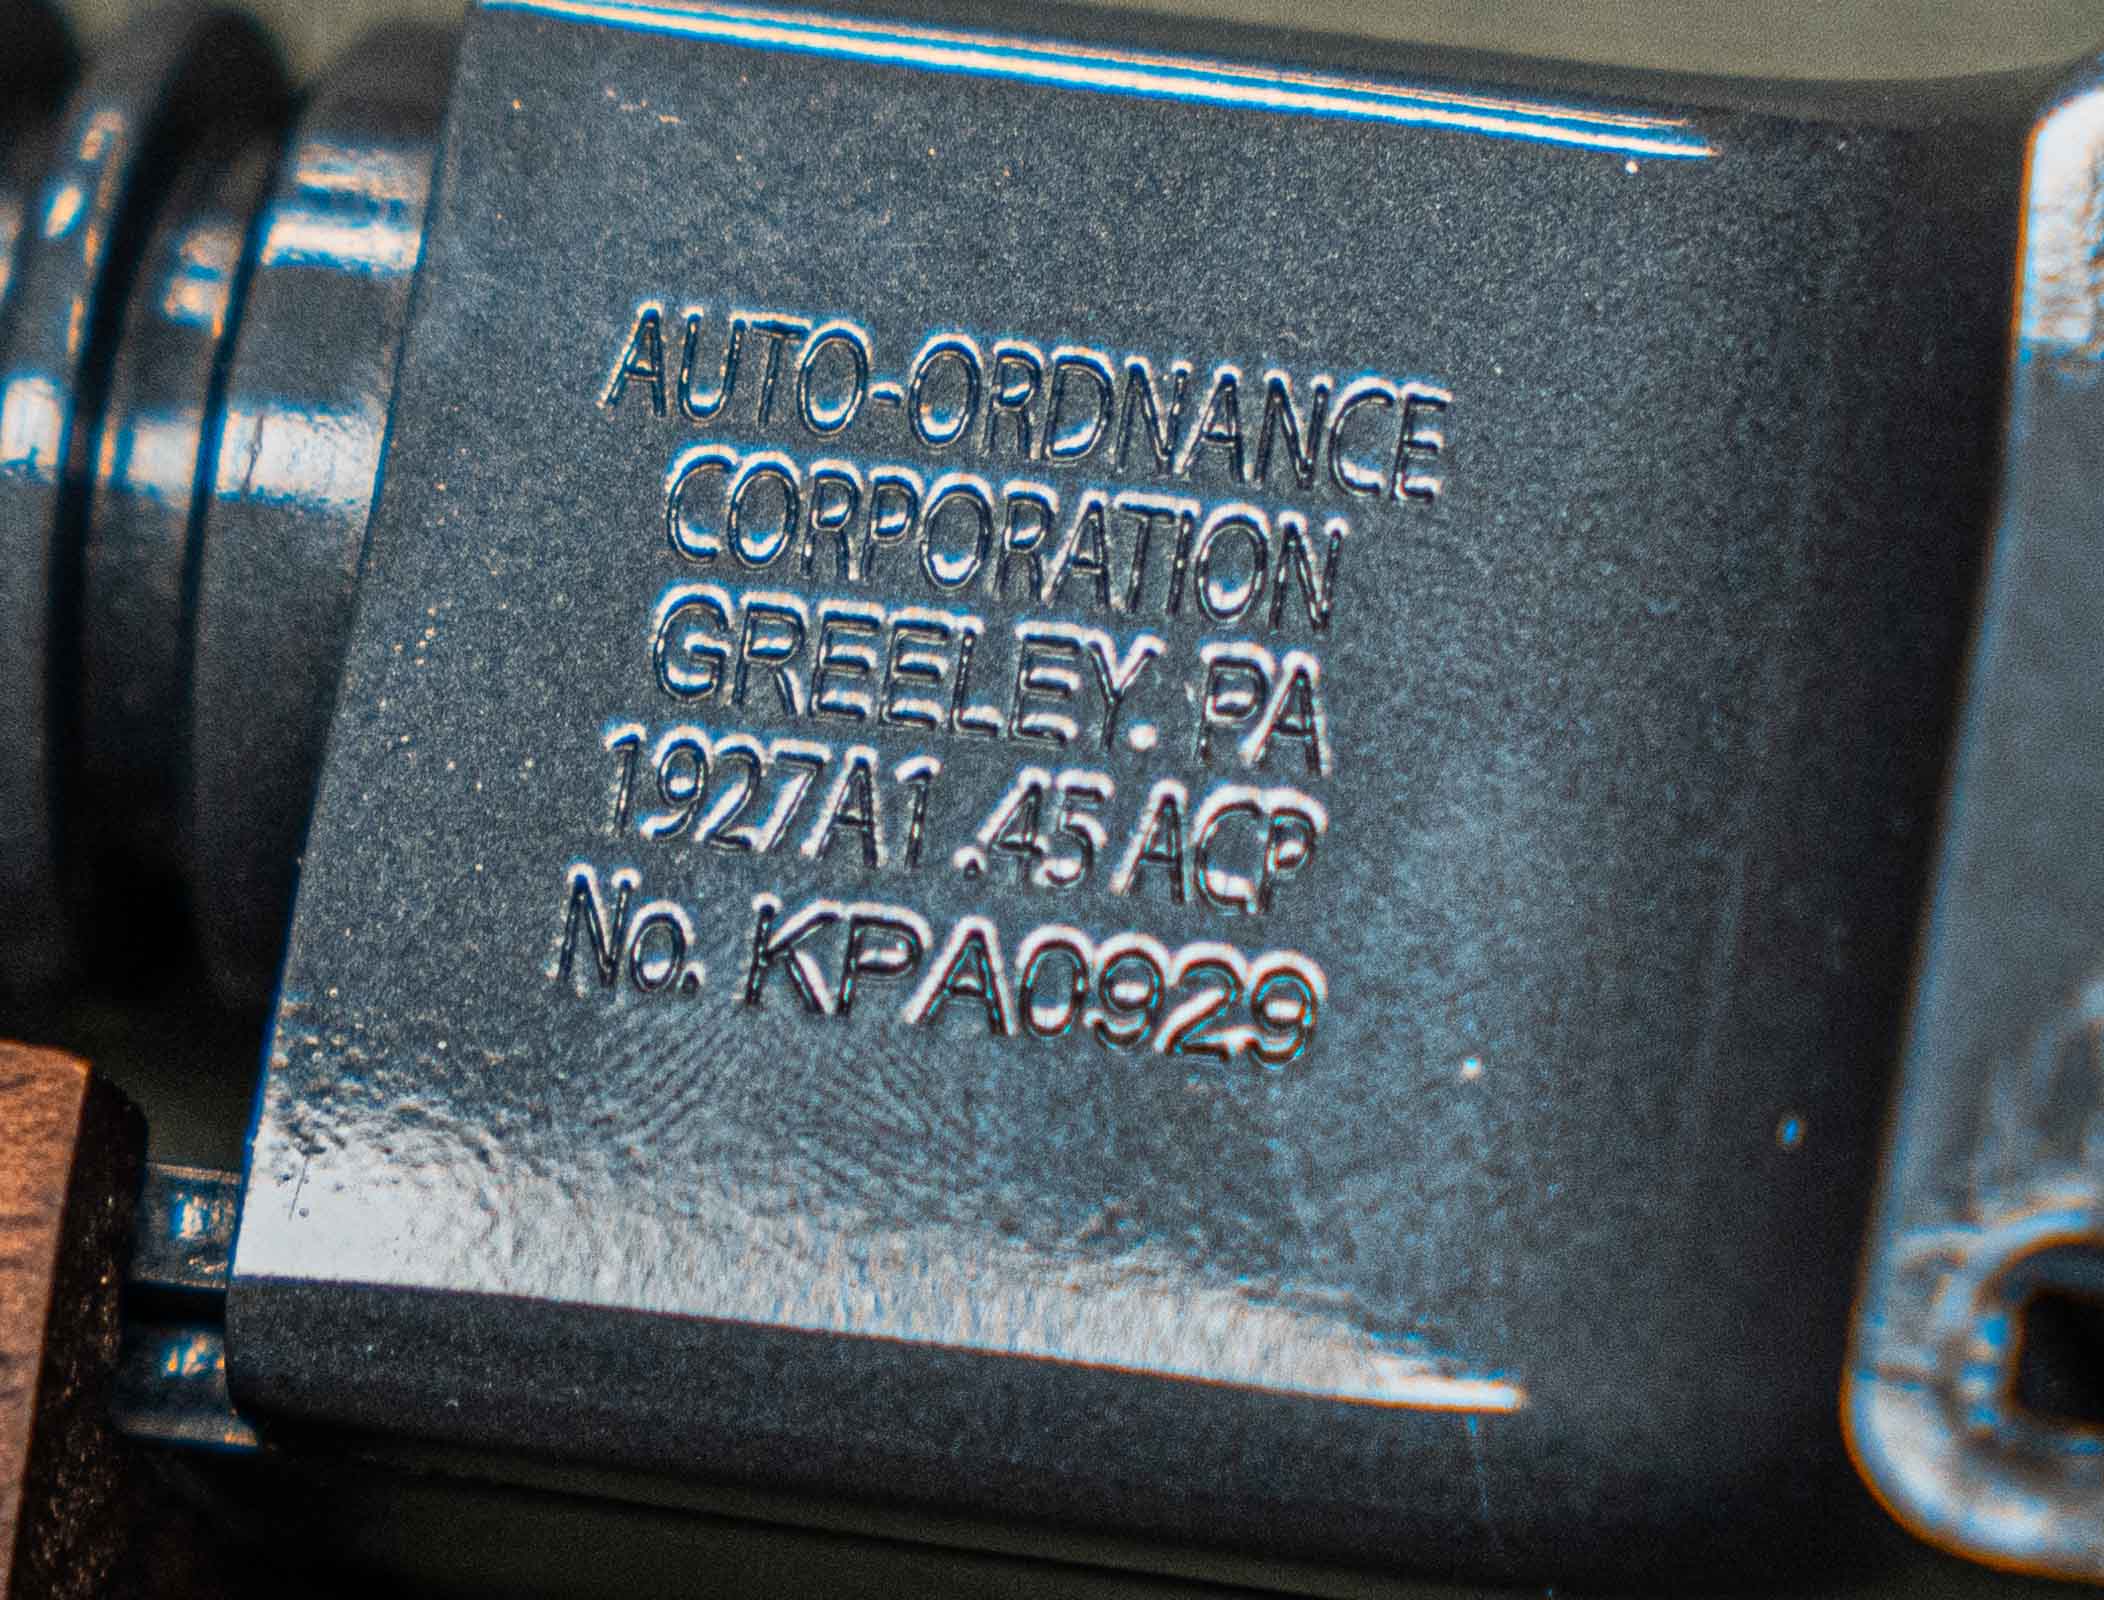 AUTO-ORDNANCE
CORPORATION
GREELEY. PA
1927A1 .45 ACP
No. KPA0929